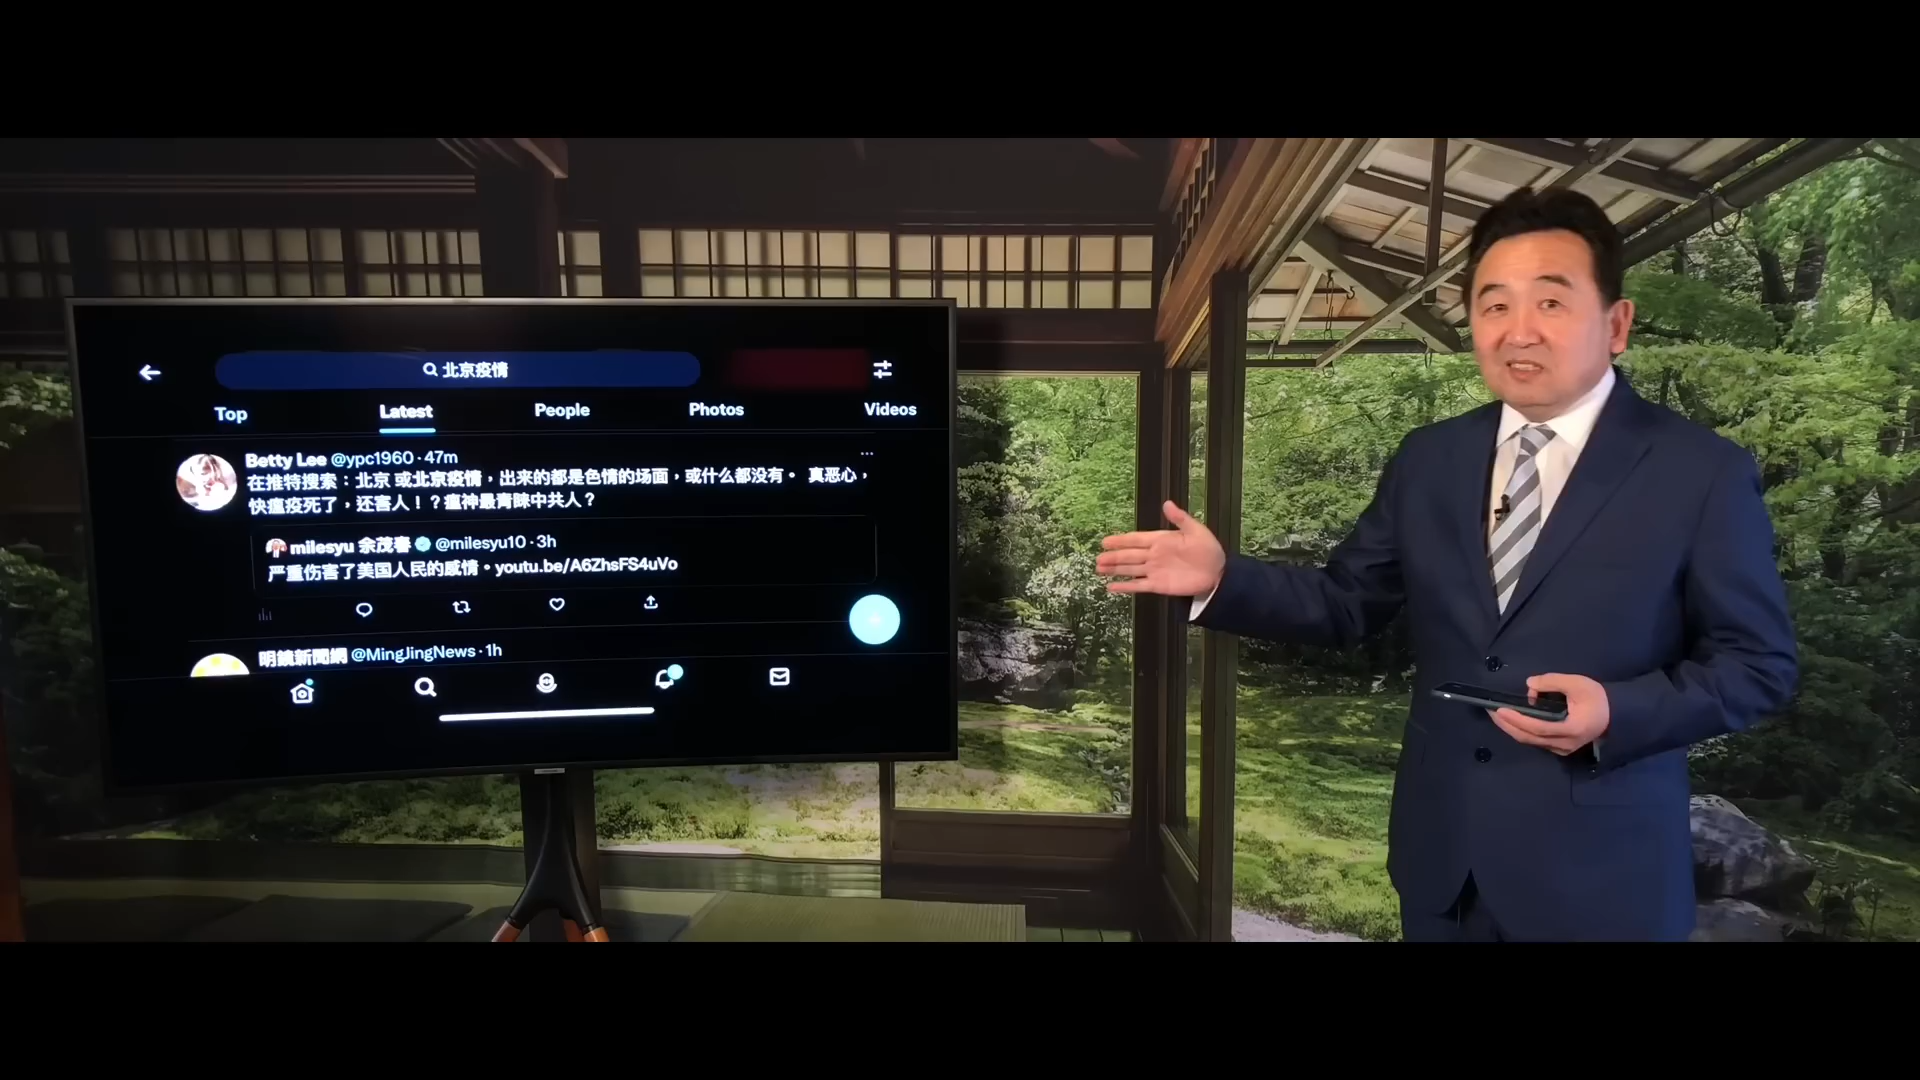 北京疫情
Top Latest People Photos Videos
Betty Lee @ypc1960·47m
在推特搜索：北京 或北京疫情，出来的都是色情的场面，或什么都没有。 真恶心，
快瘟疫死了，还害人！？瘟神最青睐中共人？
milesyu 余茂春 @milesyu10·3h
严重伤害了美国人民的感情。youtu.be/A6ZhsFS4uVo
明鏡新聞網 @MingJingNews·1h